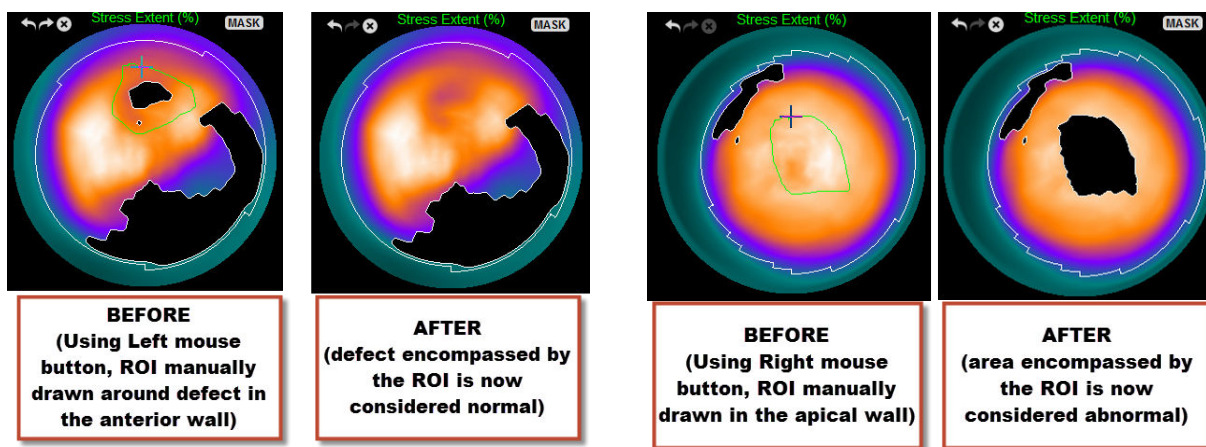 Stress Extent (%)
MASK
Stress Extent (%)
MASK
Stress Extent (%)
MASK
Stress Extent (%)
MASK
BEFORE
(Using Left mouse
button, ROI manually
drawn around defect in
the anterior wall)
AFTER
(defect encompassed by
the ROI is now
considered normal)
BEFORE
(Using Right mouse
button, ROI manually
drawn in the apical wall)
AFTER
(area encompassed by
the ROI is now
considered abnormal)